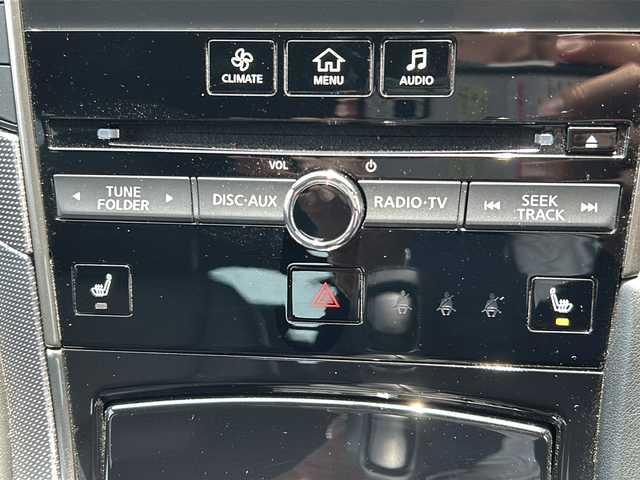 CLIMATE
MENU
AUDIO
VOL
TUNE
FOLDER
DISC·AUX
RADIO·TV
SEEK
TRACK